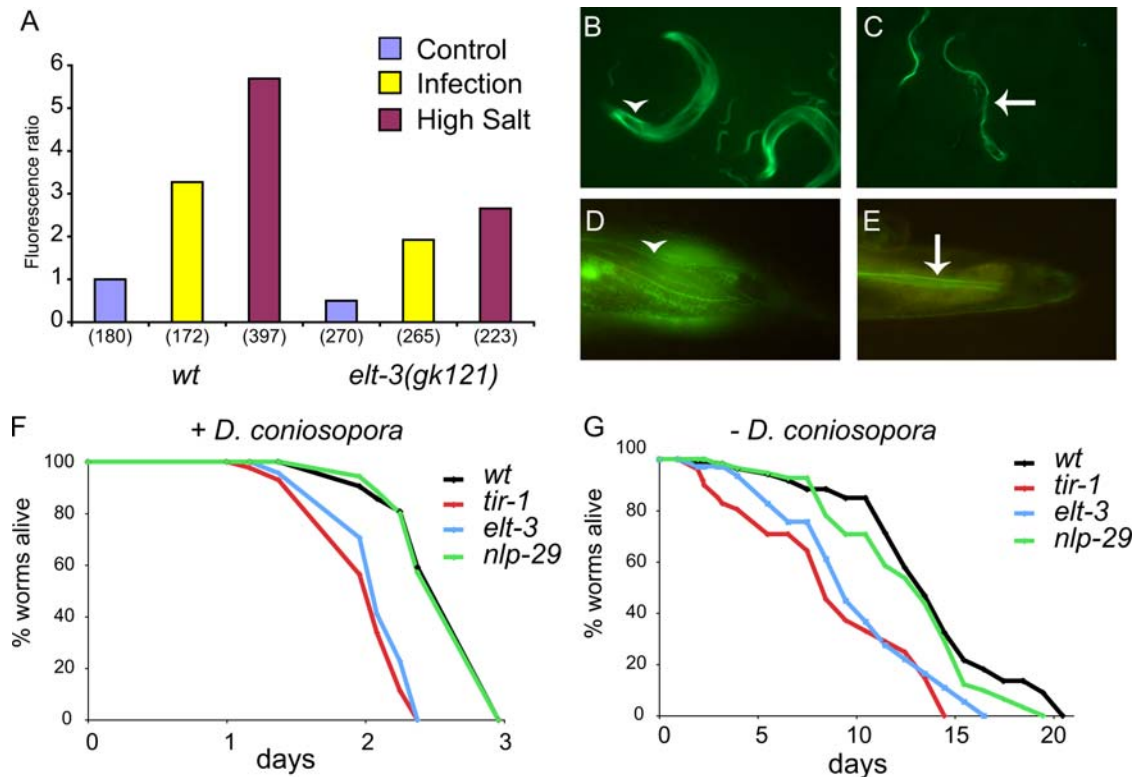 A
Control
Infection
High Salt
Fluorescence ratio
6
5
4
3
2
1
0
(180) (172) (397) (270) (265) (223)
wt elt-3(gk121)
B
C
D
E
F
+ D. coniosopora
100
80
60
40
20
0
% worms alive
wt
tir-1
elt-3
nlp-29
0 1 2 3
days
G
- D. coniosopora
100
80
60
40
20
0
% worms alive
wt
tir-1
elt-3
nlp-29
0 5 10 15 20
days